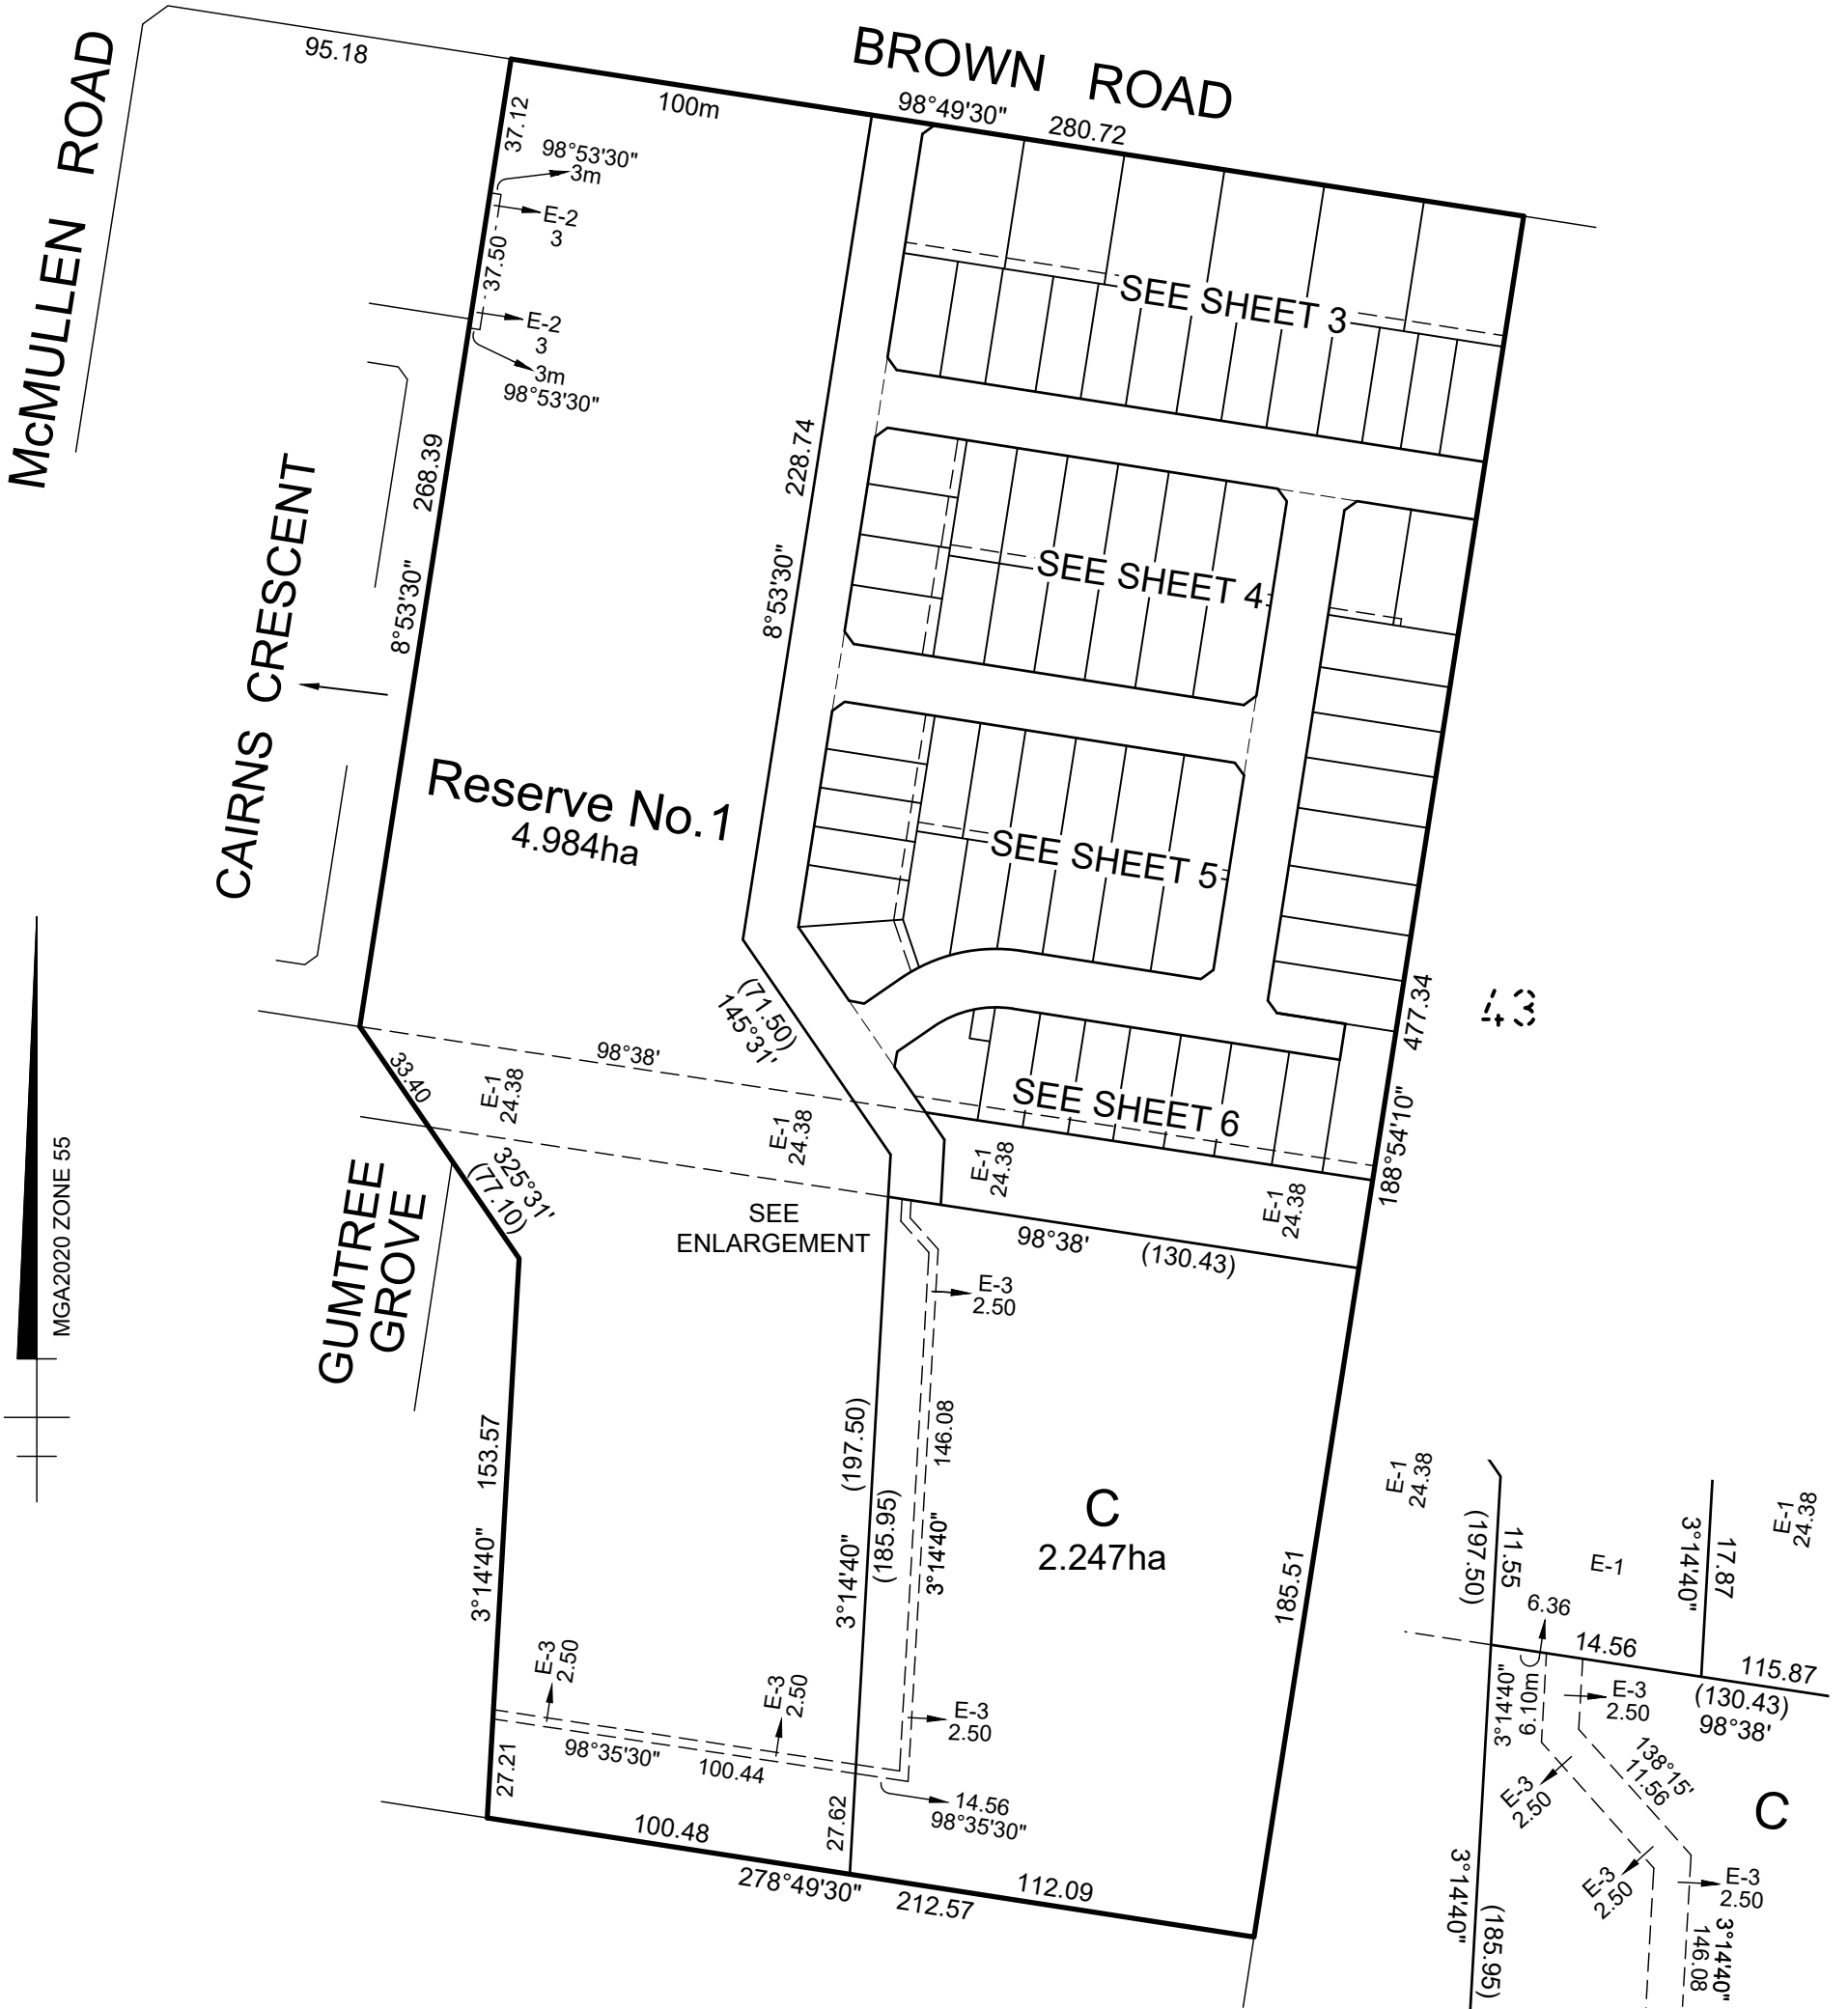 McMULLEN ROAD
95.18
BROWN ROAD
100m
98°49'30"
280.72
37.12
98°53'30"
3m
E-2
3
37.50
E-2
3
3m
98°53'30"
SEE SHEET 3
268.39
8°53'30"
228.74
8°53'30"
CAIRNS CRESCENT
SEE SHEET 4
Reserve No.1
4.984ha
SEE SHEET 5
(71.50)
145°31'
477.34
188°54'10"
43
33.40
98°38'
E-1
24.38
E-1
24.38
SEE SHEET 6
E-1
24.38
E-1
24.38
MGA2020 ZONE 55
GUMTREE
GROVE
325°31'
(77.10)
SEE
ENLARGEMENT
98°38'
(130.43)
E-3
2.50
153.57
3°14'40"
(197.50)
3°14'40"
(185.95)
146.08
3°14'40"
C
2.247ha
185.51
E-3
2.50
E-3
2.50
E-3
2.50
98°35'30"
100.44
27.21
27.62
14.56
98°35'30"
100.48
278°49'30"
212.57
112.09
E-1
24.38
(197.50)
11.55
E-1
3°14'40"
17.87
E-1
24.38
6.36
14.56
115.87
(130.43)
98°38'
3°14'40"
6.10m
E-3
2.50
138°15'
11.56
E-3
2.50
E-3
2.50
C
E-3
2.50
3°14'40"
(185.95)
3°14'40"
146.08